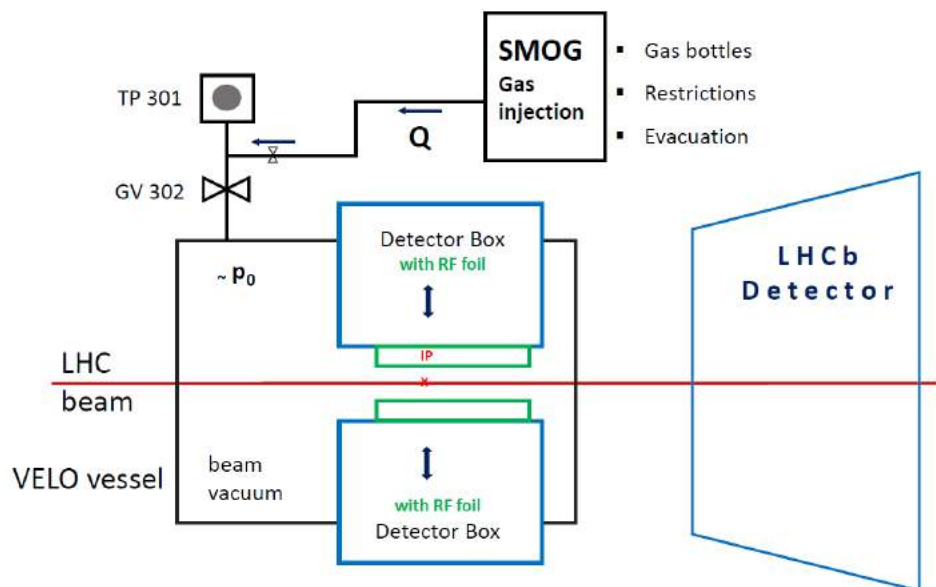 SMOG
Gas
injection
▪ Gas bottles
▪ Restrictions
▪ Evacuation
TP 301
Q
GV 302
Detector Box
with RF foil
~ p₀
IP
x
LHC
beam
VELO vessel
beam
vacuum
with RF foil
Detector Box
LHCb
Detector